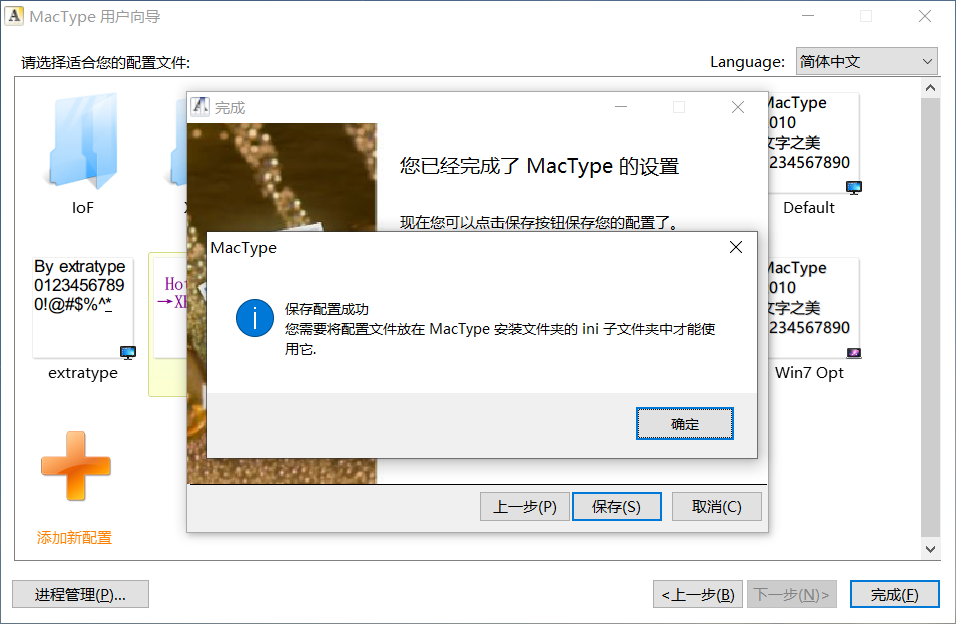 MacType 用户向导
请选择适合您的配置文件:
Language:
简体中文
IoF
完成
您已经完成了 MacType 的设置
现在您可以点击保存按钮保存您的配置了。
MacType
保存配置成功
您需要将配置文件放在 MacType 安装文件夹的 ini 子文件夹中才能使
用它.
确定
上一步(P)
保存(S)
取消(C)
MacType
010
文字之美
234567890
Default
By extratype
0123456789
0!@#$%^*_
extratype
MacType
010
文字之美
234567890
Win7 Opt
添加新配置
进程管理(P)...
<上一步(B)
下一步(N)>
完成(F)